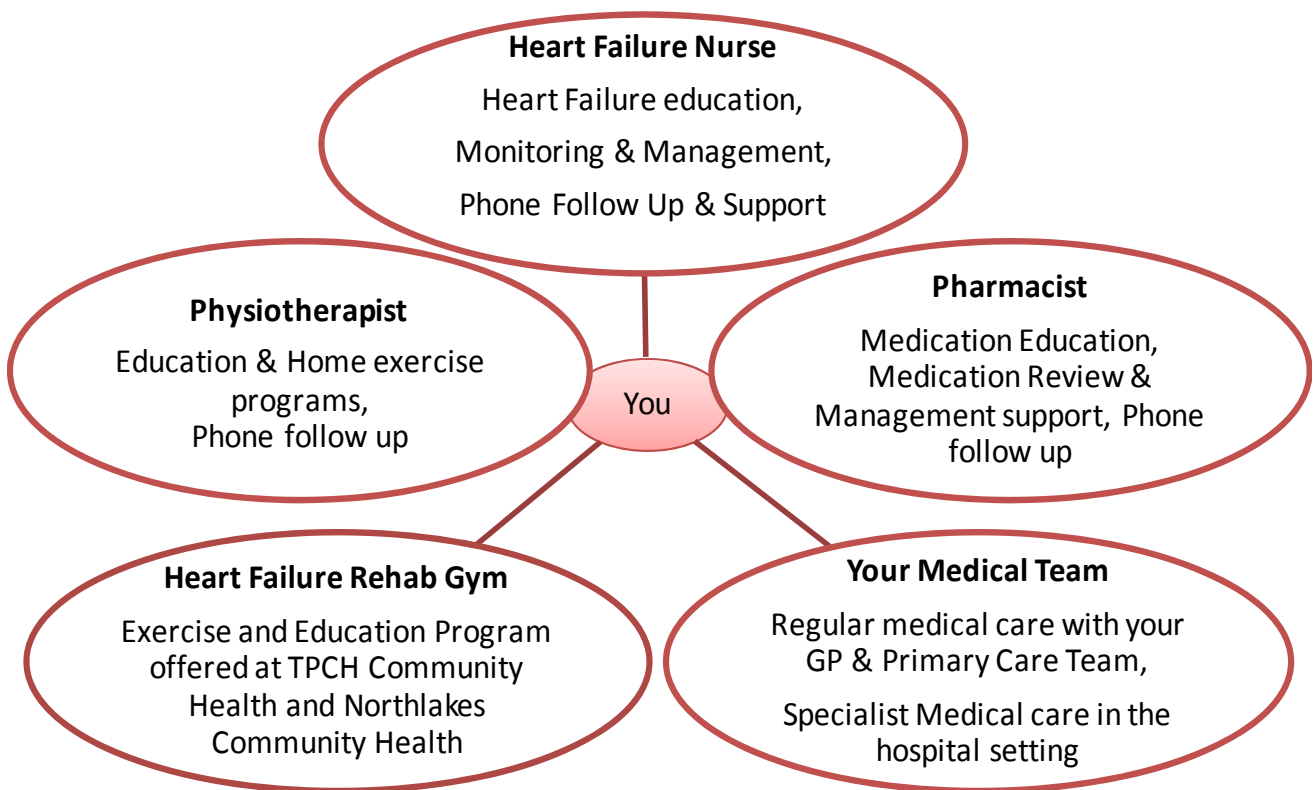 Heart Failure Nurse
Heart Failure education,
Monitoring & Management,
Phone Follow Up & Support
Physiotherapist
Education & Home exercise
programs,
Phone follow up
You
Pharmacist
Medication Education,
Medication Review &
Management support, Phone
follow up
Heart Failure Rehab Gym
Exercise and Education Program
offered at TPCH Community
Health and Northlakes
Community Health
Your Medical Team
Regular medical care with your
GP & Primary Care Team,
Specialist Medical care in the
hospital setting